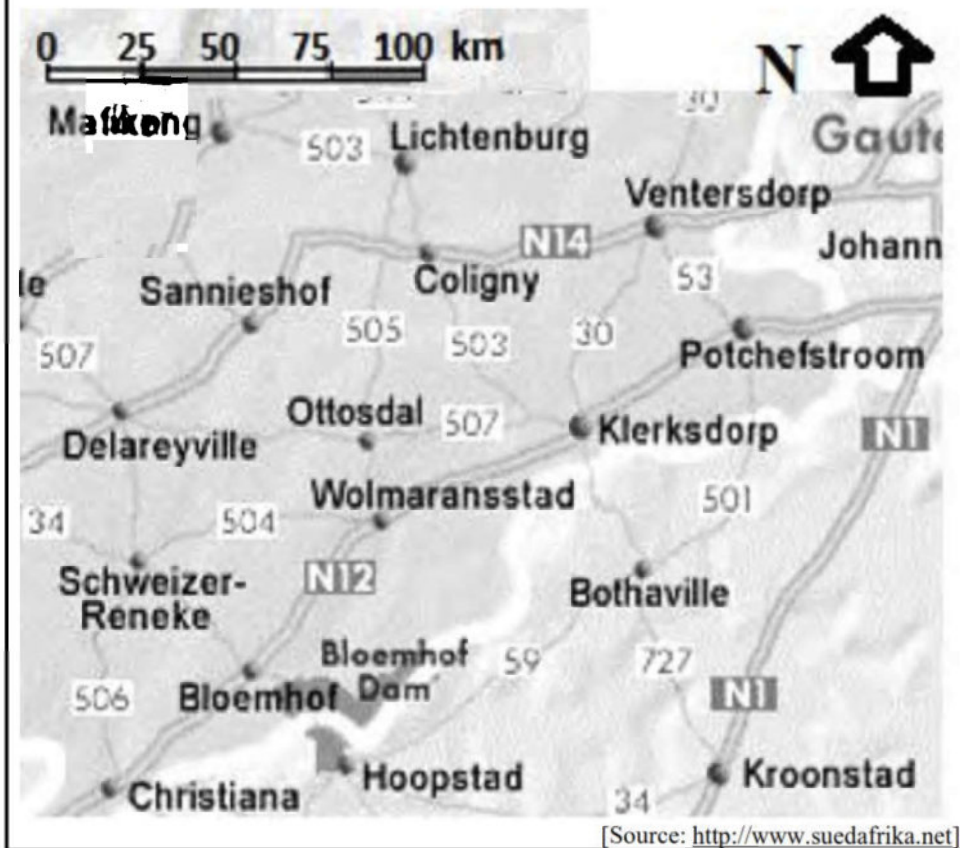 0 25 50 75 100 km
N
30
503
Lichtenburg
Ventersdorp
N14
Johann
Coligny
53
Sannieshof
505
503
30
507
Potchefstroom
Ottosdal
507
Klerksdorp
N1
Delareyville
Wolmaransstad
501
34
504
Schweizer-
Reneke
N12
Bothaville
Bloemhof
Dam
59
727
506
Bloemhof
N1
Hoopstad
Kroonstad
Christiana
34
[Source: http://www.suedafrika.net]